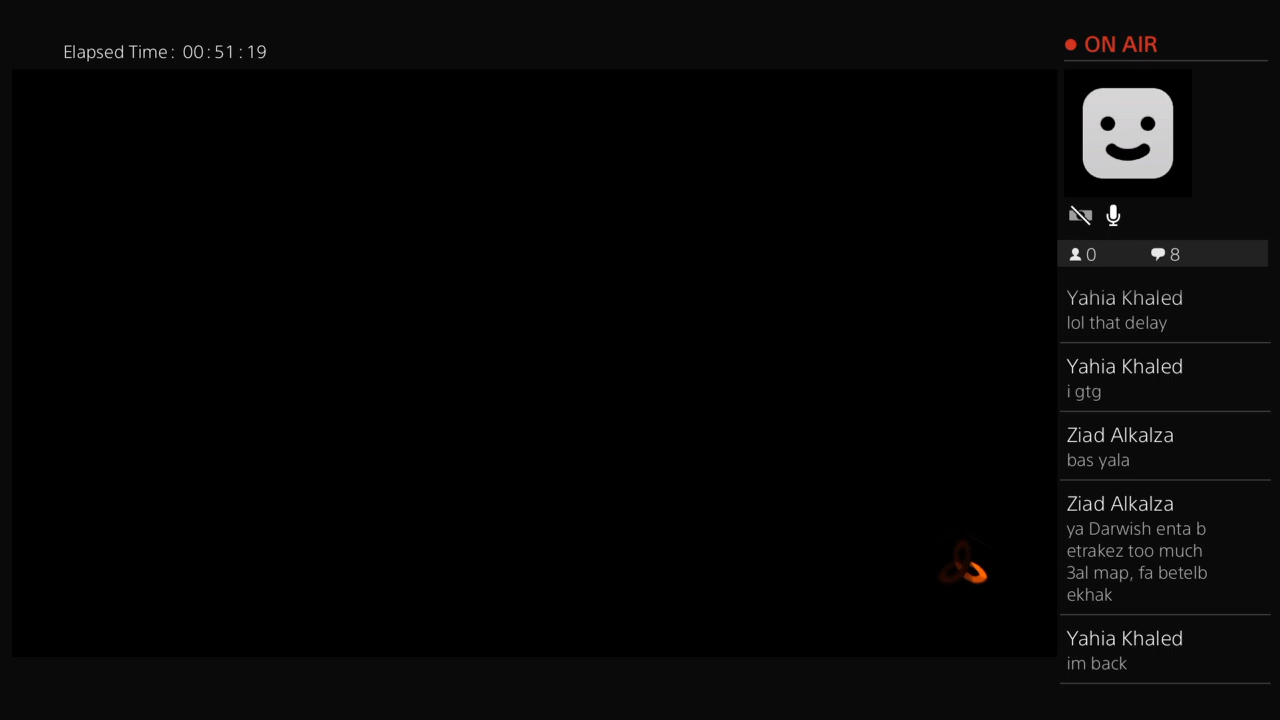 Elapsed Time: 00:51:19
ON AIR
0 8
Yahia Khaled
lol that delay
Yahia Khaled
i gtg
Ziad Alkalza
bas yala
Ziad Alkalza
ya Darwish enta b
etrakez too much
3al map, fa betelb
ekhak
Yahia Khaled
im back